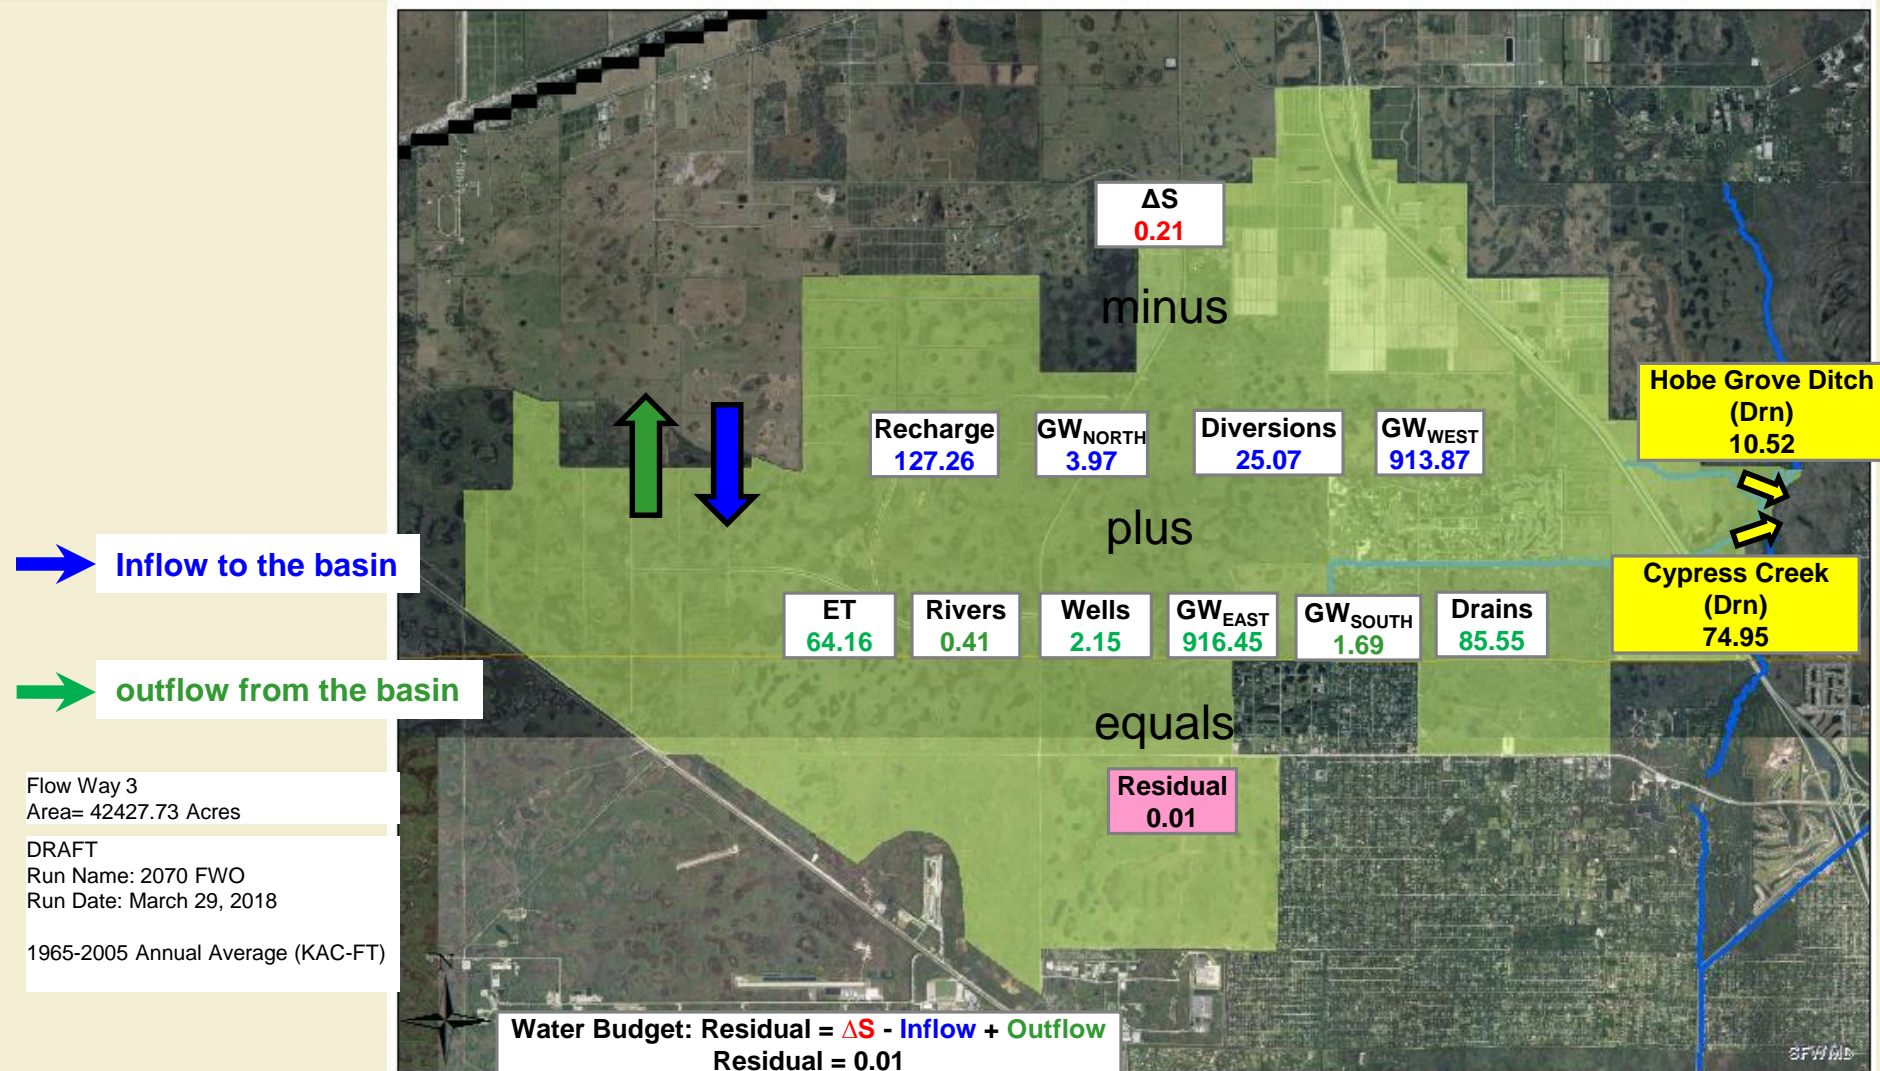 ΔS
0.21
minus
Recharge
127.26
GW_NORTH
3.97
Diversions
25.07
GW_WEST
913.87
Hobe Grove Ditch
(Drn)
10.52
plus
Inflow to the basin
ET
64.16
Rivers
0.41
Wells
2.15
GW_EAST
916.45
GW_SOUTH
1.69
Drains
85.55
Cypress Creek
(Drn)
74.95
outflow from the basin
equals
Residual
0.01
Flow Way 3
Area= 42427.73 Acres
DRAFT
Run Name: 2070 FWO
Run Date: March 29, 2018
1965-2005 Annual Average (KAC-FT)
N
Water Budget: Residual = ΔS - Inflow + Outflow
Residual = 0.01
SFWMD